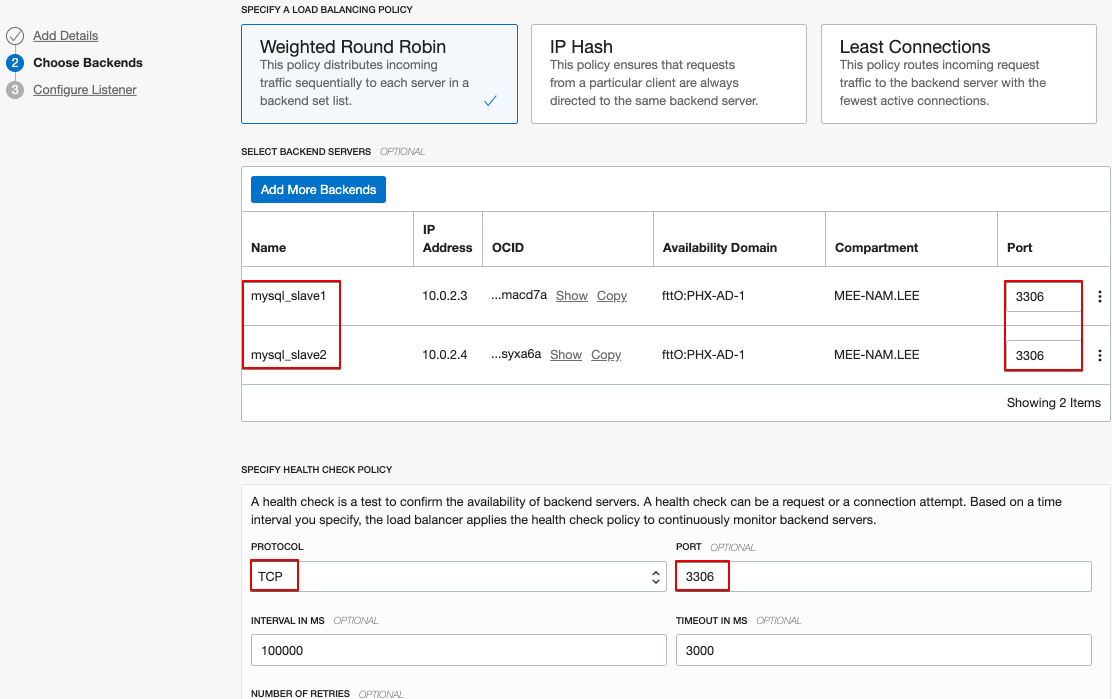 SPECIFY A LOAD BALANCING POLICY
Add Details
2 Choose Backends
3 Configure Listener
Weighted Round Robin
This policy distributes incoming
traffic sequentially to each server in a
backend set list.
IP Hash
This policy ensures that requests
from a particular client are always
directed to the same backend server.
Least Connections
This policy routes incoming request
traffic to the backend server with the
fewest active connections.
SELECT BACKEND SERVERS OPTIONAL
Add More Backends
Name IP Address OCID Availability Domain Compartment Port
mysql_slave1 10.0.2.3 ...macd7a Show Copy fttO:PHX-AD-1 MEE-NAM.LEE 3306
mysql_slave2 10.0.2.4 ...syxa6a Show Copy fttO:PHX-AD-1 MEE-NAM.LEE 3306
Showing 2 Items
SPECIFY HEALTH CHECK POLICY
A health check is a test to confirm the availability of backend servers. A health check can be a request or a connection attempt. Based on a time
interval you specify, the load balancer applies the health check policy to continuously monitor backend servers.
PROTOCOL
TCP
PORT OPTIONAL
3306
INTERVAL IN MS OPTIONAL
100000
TIMEOUT IN MS OPTIONAL
3000
NUMBER OF RETRIES OPTIONAL